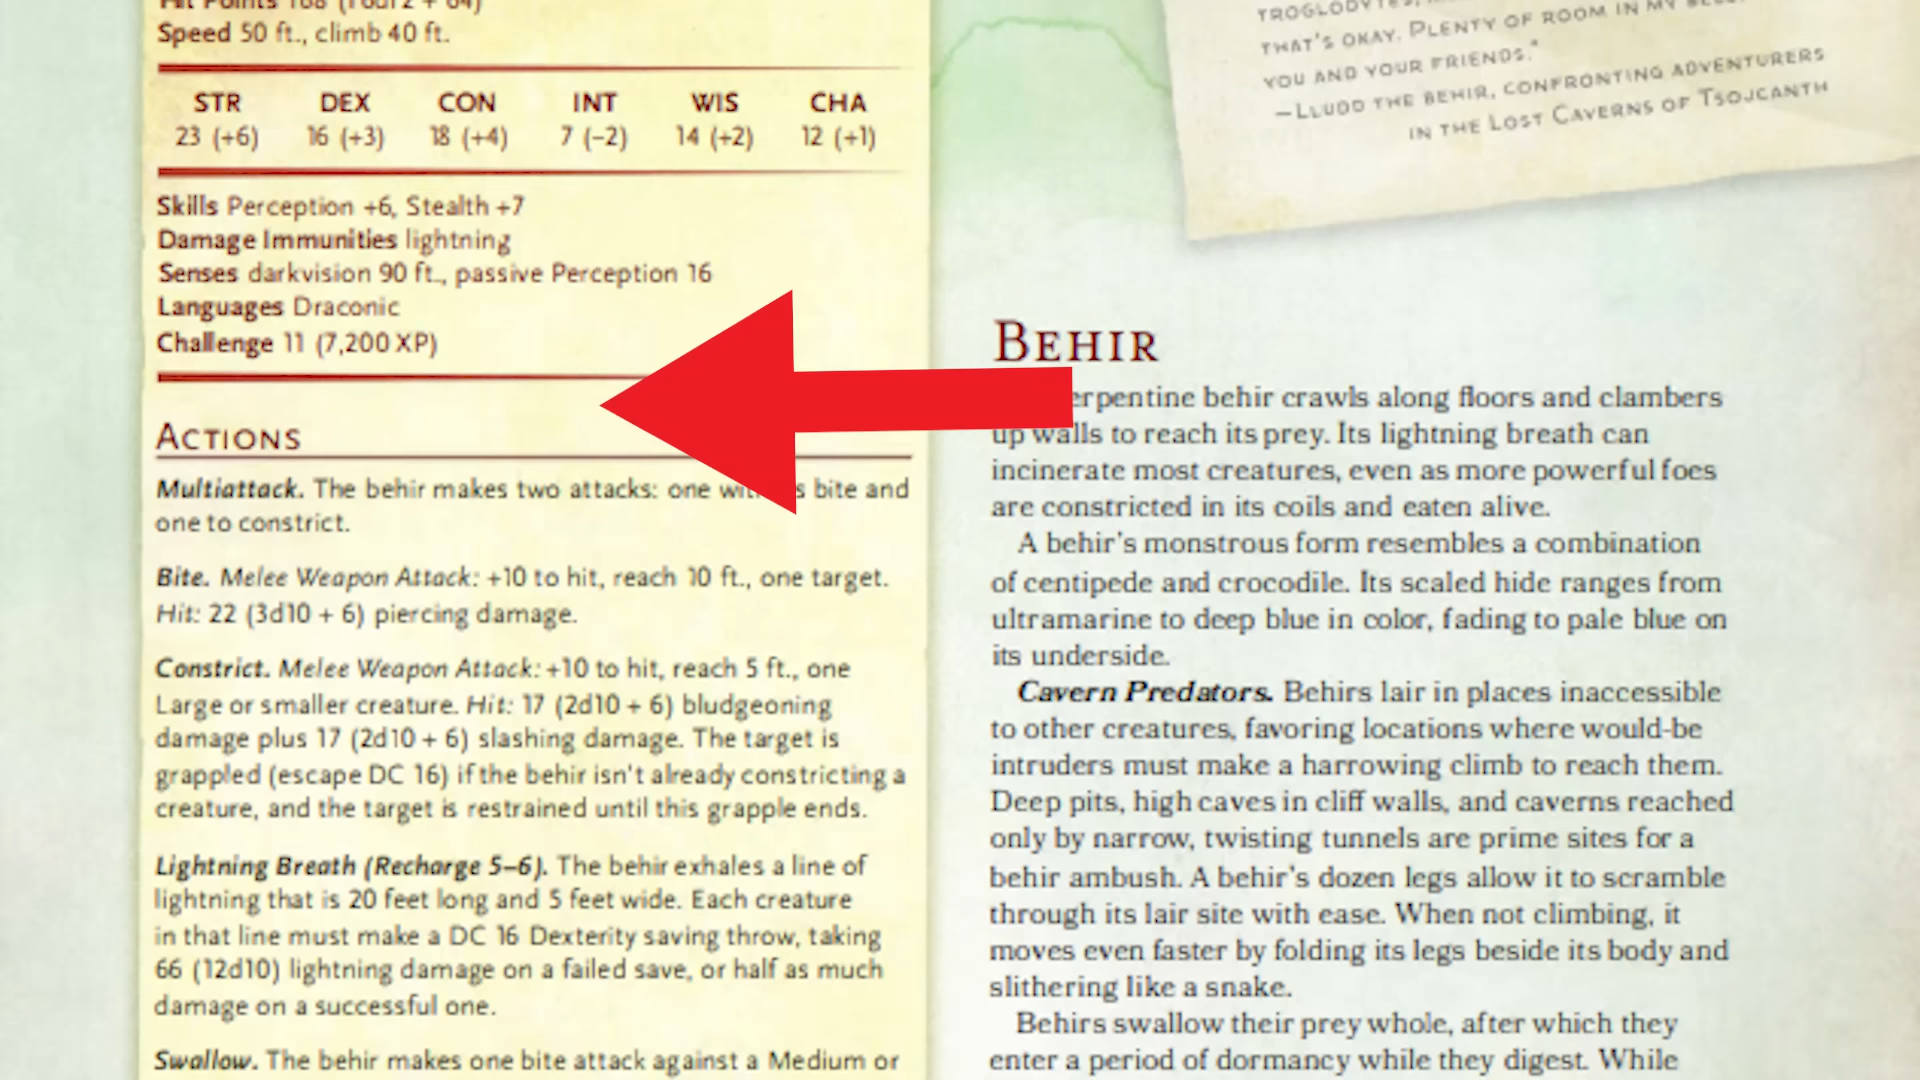 Hit Points 168 (16d12 + 64)
Speed 50 ft., climb 40 ft.
STR DEX CON INT WIS CHA
23 (+6) 16 (+3) 18 (+4) 7 (–2) 14 (+2) 12 (+1)
Skills Perception +6, Stealth +7
Damage Immunities lightning
Senses darkvision 90 ft., passive Perception 16
Languages Draconic
Challenge 11 (7,200 XP)
Actions
Multiattack. The behir makes two attacks: one bite and
one to constrict.
Bite. Melee Weapon Attack: +10 to hit, reach 10 ft., one target.
Hit: 22 (3d10 + 6) piercing damage.
Constrict. Melee Weapon Attack: +10 to hit, reach 5 ft., one
Large or smaller creature. Hit: 17 (2d10 + 6) bludgeoning
damage plus 17 (2d10 + 6) slashing damage. The target is
grappled (escape DC 16) if the behir isn't already constricting a
creature, and the target is restrained until this grapple ends.
Lightning Breath (Recharge 5–6). The behir exhales a line of
lightning that is 20 feet long and 5 feet wide. Each creature
in that line must make a DC 16 Dexterity saving throw, taking
66 (12d10) lightning damage on a failed save, or half as much
damage on a successful one.
Swallow. The behir makes one bite attack against a Medium or
Troglodytes,
that's okay. Plenty of room in my
you and your friends."
—Lludd the behir, confronting adventurers
in the Lost Caverns of Tsojcanth
Behir
erpentine behir crawls along floors and clambers
up walls to reach its prey. Its lightning breath can
incinerate most creatures, even as more powerful foes
are constricted in its coils and eaten alive.
A behir's monstrous form resembles a combination
of centipede and crocodile. Its scaled hide ranges from
ultramarine to deep blue in color, fading to pale blue on
its underside.
Cavern Predators. Behirs lair in places inaccessible
to other creatures, favoring locations where would-be
intruders must make a harrowing climb to reach them.
Deep pits, high caves in cliff walls, and caverns reached
only by narrow, twisting tunnels are prime sites for a
behir ambush. A behir's dozen legs allow it to scramble
through its lair site with ease. When not climbing, it
moves even faster by folding its legs beside its body and
slithering like a snake.
Behirs swallow their prey whole, after which they
enter a period of dormancy while they digest. While